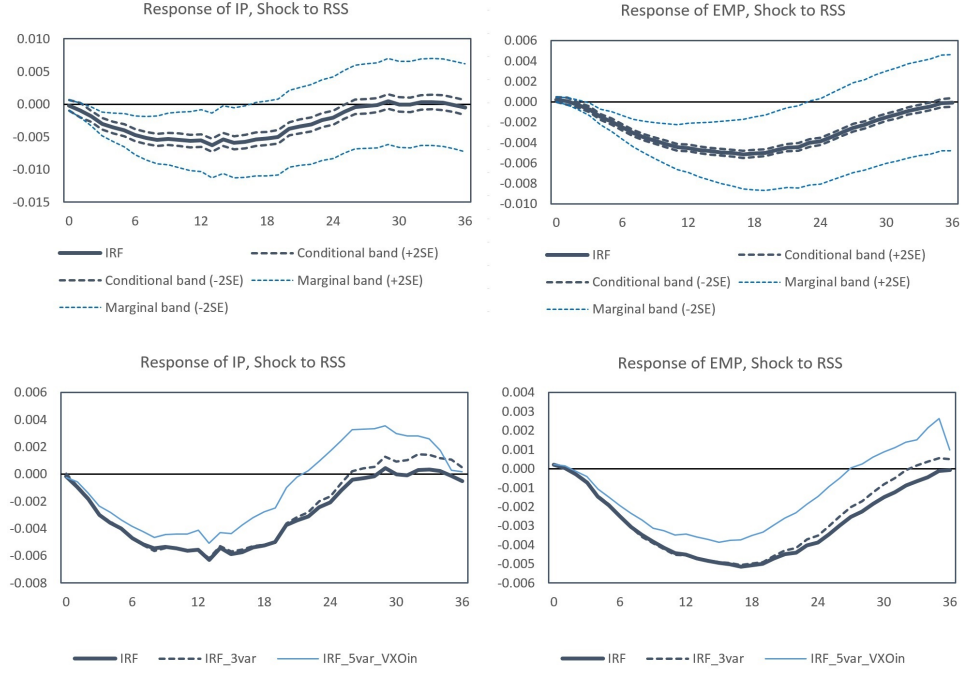 Response of IP, Shock to RSS
0.010
0.005
0.000
-0.005
-0.010
-0.015
0 6 12 18 24 30 36
IRF
Conditional band (+2SE)
Conditional band (-2SE)
Marginal band (+2SE)
Marginal band (-2SE)
Response of EMP, Shock to RSS
0.006
0.004
0.002
0.000
-0.002
-0.004
-0.006
-0.008
-0.010
0 6 12 18 24 30 36
IRF
Conditional band (+2SE)
Conditional band (-2SE)
Marginal band (+2SE)
Marginal band (-2SE)
Response of IP, Shock to RSS
0.006
0.004
0.002
0.000
-0.002
-0.004
-0.006
-0.008
0 6 12 18 24 30 36
IRF IRF_3var IRF_5var_VXOin
Response of EMP, Shock to RSS
0.004
0.003
0.002
0.001
0.000
-0.001
-0.002
-0.003
-0.004
-0.005
-0.006
0 6 12 18 24 30 36
IRF IRF_3var IRF_5var_VXOin